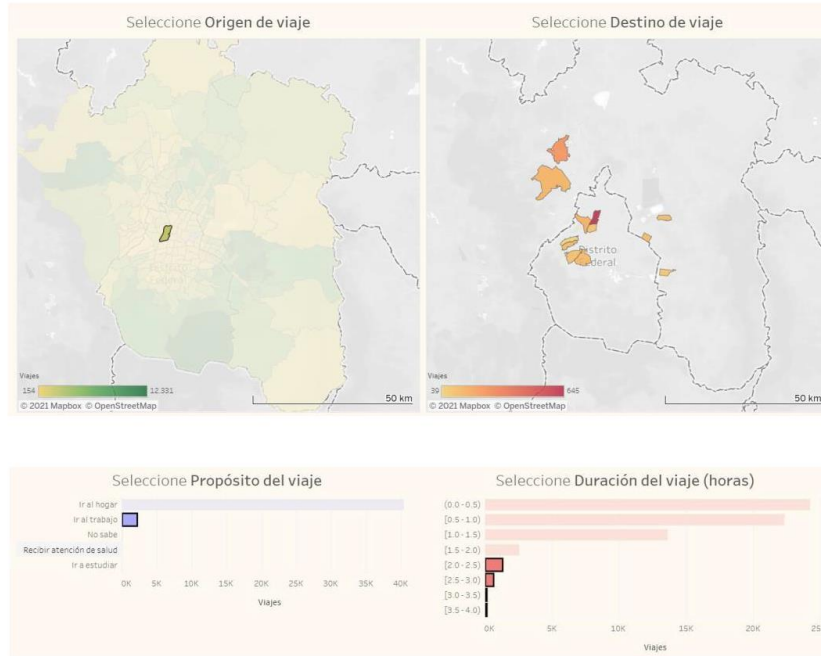 Seleccione Origen de viaje
Seleccione Destino de viaje
Distrito
Federal
Viajes
154 12,331
© 2021 Mapbox © OpenStreetMap
50 km
Viajes
39 645
© 2021 Mapbox © OpenStreetMap
50 km
Seleccione Propósito del viaje
Ir al hogar
Ir al trabajo
No sabe
Recibir atención de salud
Ir a estudiar
0K 5K 10K 15K 20K 25K 30K 35K 40K
Viajes
Seleccione Duración del viaje (horas)
(0.0 - 0.5)
[0.5 - 1.0)
[1.0 - 1.5)
[1.5 - 2.0)
[2.0 - 2.5)
[2.5 - 3.0)
[3.0 - 3.5)
[3.5 - 4.0)
0K 5K 10K 15K 20K 25
Viajes